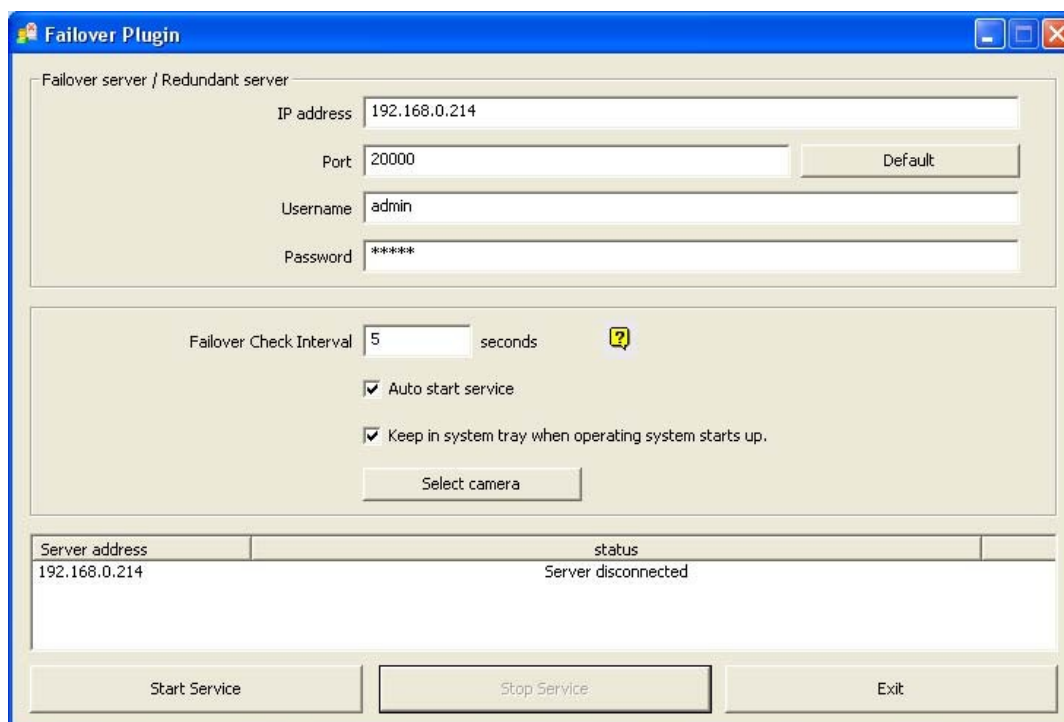 Failover Plugin
Failover server / Redundant server
IP address 192.168.0.214
Port 20000 Default
Username admin
Password *****
Failover Check Interval 5 seconds ?
Auto start service
Keep in system tray when operating system starts up.
Select camera
Server address status
192.168.0.214 Server disconnected
Start Service Stop Service Exit